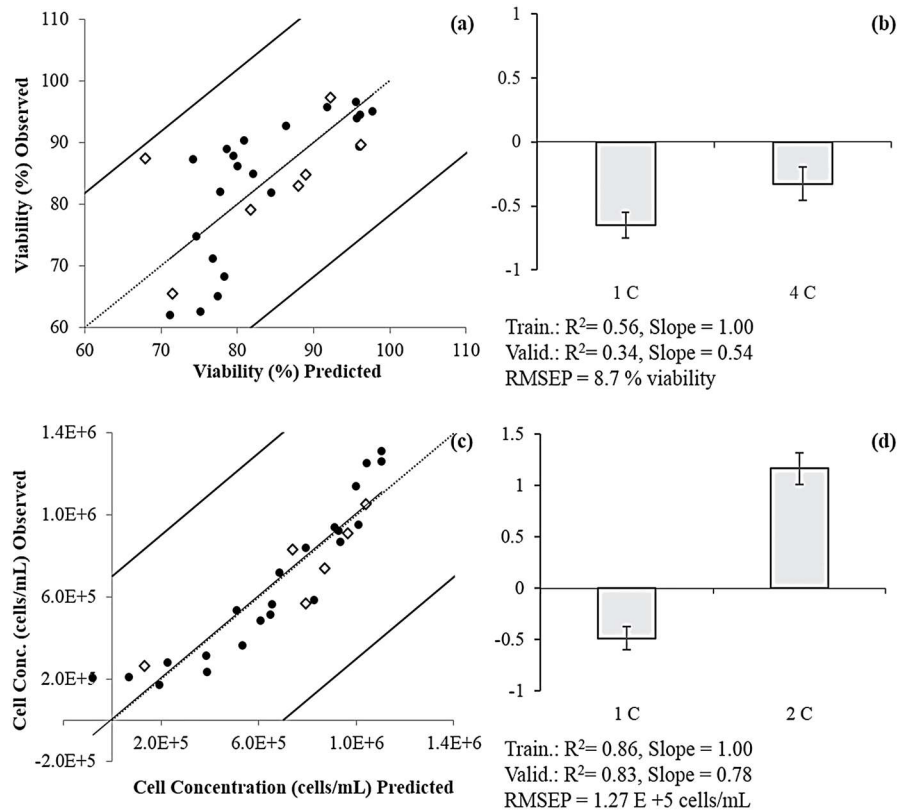 (a)
Viability (%) Observed
110
100
90
80
70
60
60 70 80 90 100 110
Viability (%) Predicted
(b)
1
0.5
0
-0.5
-1
1 C 4 C
Train.: R²= 0.56, Slope = 1.00
Valid.: R²= 0.34, Slope = 0.54
RMSEP = 8.7 % viability
(c)
Cell Conc. (cells/mL) Observed
1.4E+6
1.0E+6
6.0E+5
2.0E+5
-2.0E+5
2.0E+5 6.0E+5 1.0E+6 1.4E+6
Cell Concentration (cells/mL) Predicted
(d)
1.5
1
0.5
0
-0.5
-1
1 C 2 C
Train.: R²= 0.86, Slope = 1.00
Valid.: R²= 0.83, Slope = 0.78
RMSEP = 1.27 E +5 cells/mL